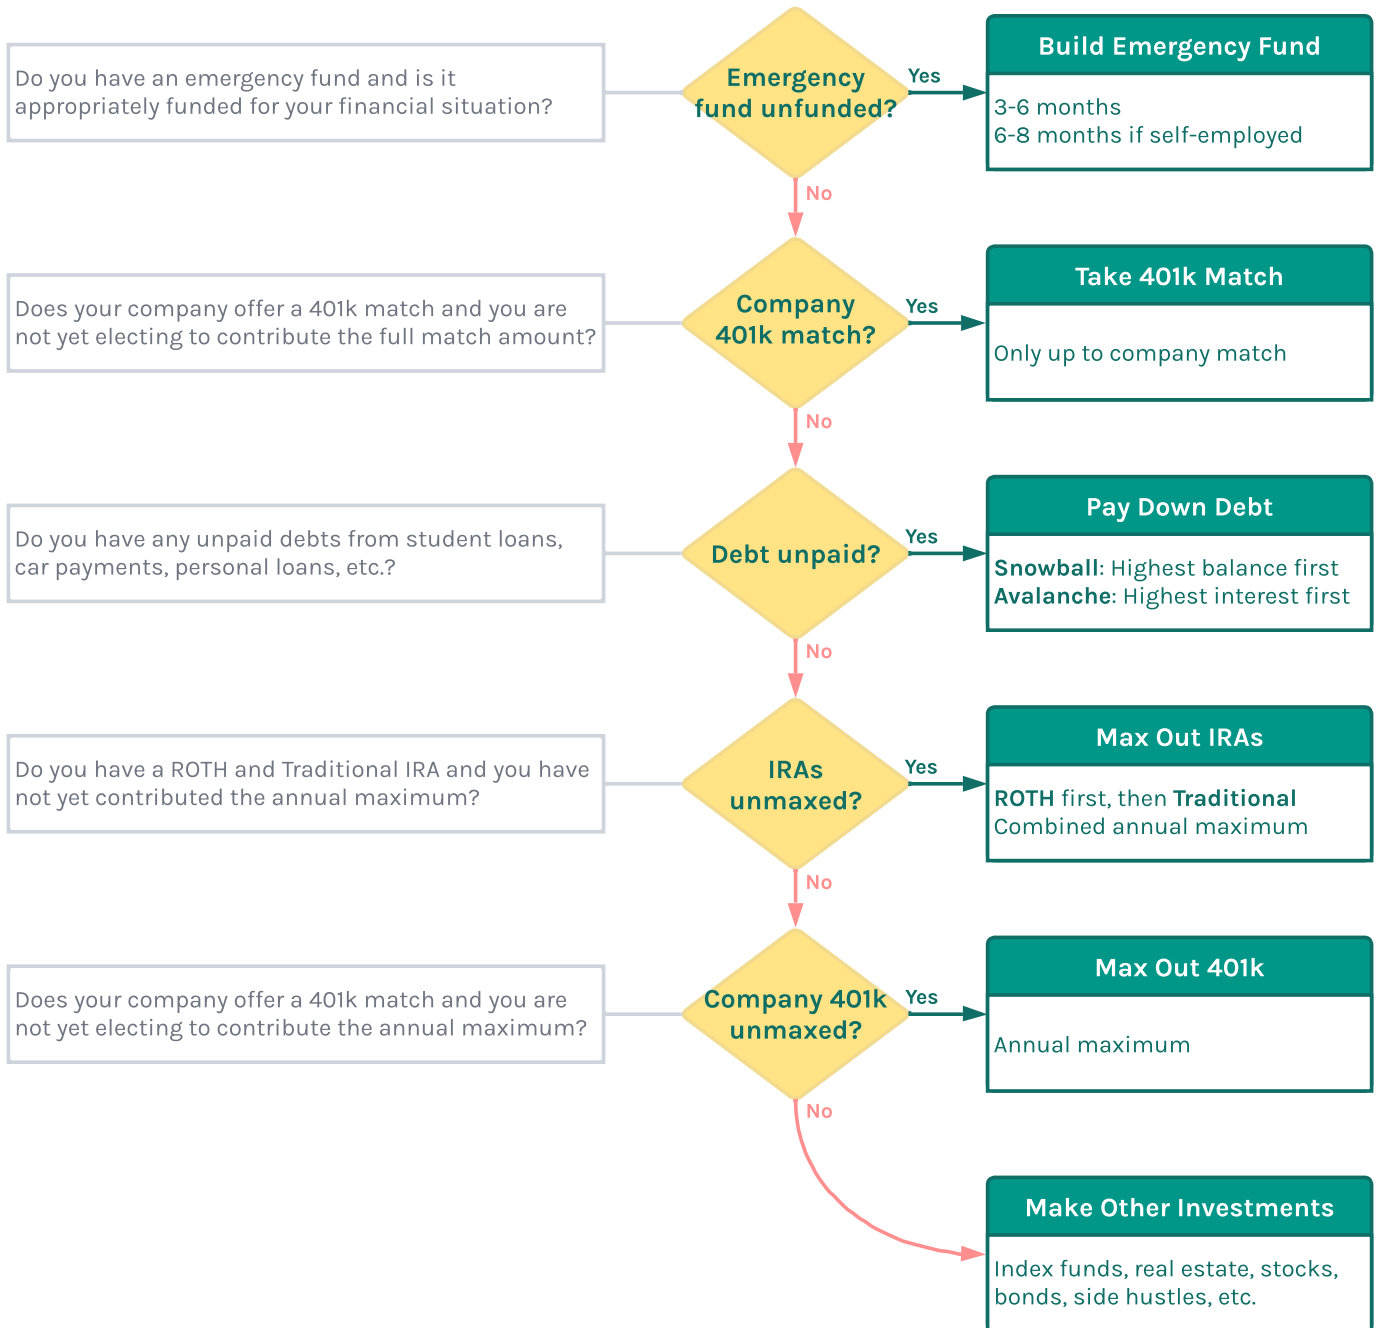 Do you have an emergency fund and is it
appropriately funded for your financial situation?
Emergency
fund unfunded?
Yes
Build Emergency Fund
3-6 months
6-8 months if self-employed
No
Does your company offer a 401k match and you are
not yet electing to contribute the full match amount?
Company
401k match?
Yes
Take 401k Match
Only up to company match
No
Do you have any unpaid debts from student loans,
car payments, personal loans, etc.?
Debt unpaid?
Yes
Pay Down Debt
Snowball: Highest balance first
Avalanche: Highest interest first
No
Do you have a ROTH and Traditional IRA and you have
not yet contributed the annual maximum?
IRAs
unmaxed?
Yes
Max Out IRAs
ROTH first, then Traditional
Combined annual maximum
No
Does your company offer a 401k match and you are
not yet electing to contribute the annual maximum?
Company 401k
unmaxed?
Yes
Max Out 401k
Annual maximum
No
Make Other Investments
Index funds, real estate, stocks,
bonds, side hustles, etc.